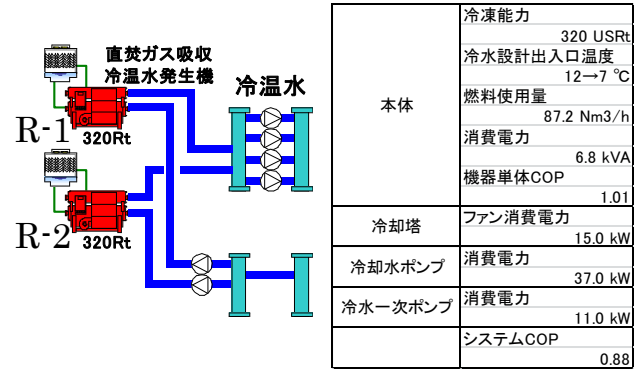 直焚ガス吸収
冷温水発生機
冷温水
R-1
320Rt
R-2
320Rt
本体
冷凍能力
320 USRt
冷水設計出入口温度
12→7 ℃
燃料使用量
87.2 Nm3/h
消費電力
6.8 kVA
機器単体COP
1.01
冷却塔
ファン消費電力
15.0 kW
冷却水ポンプ
消費電力
37.0 kW
冷水一次ポンプ
消費電力
11.0 kW
システムCOP
0.88